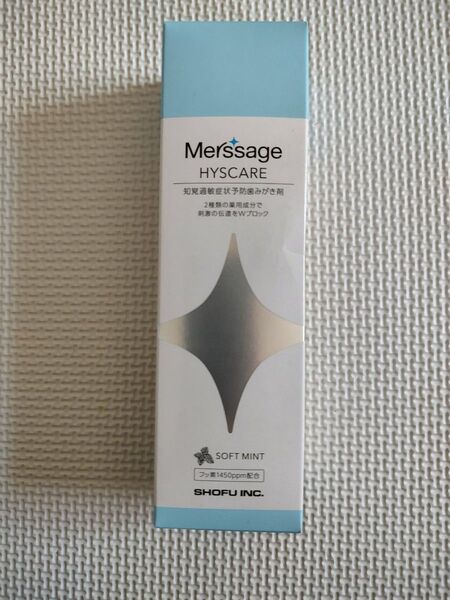 Merssage
HYSCARE
知覚過敏症状予防歯みがき剤
2種類の薬用成分で
刺激の伝達をWブロック
SOFT MINT
フッ素1450ppm配合
SHOFU INC.